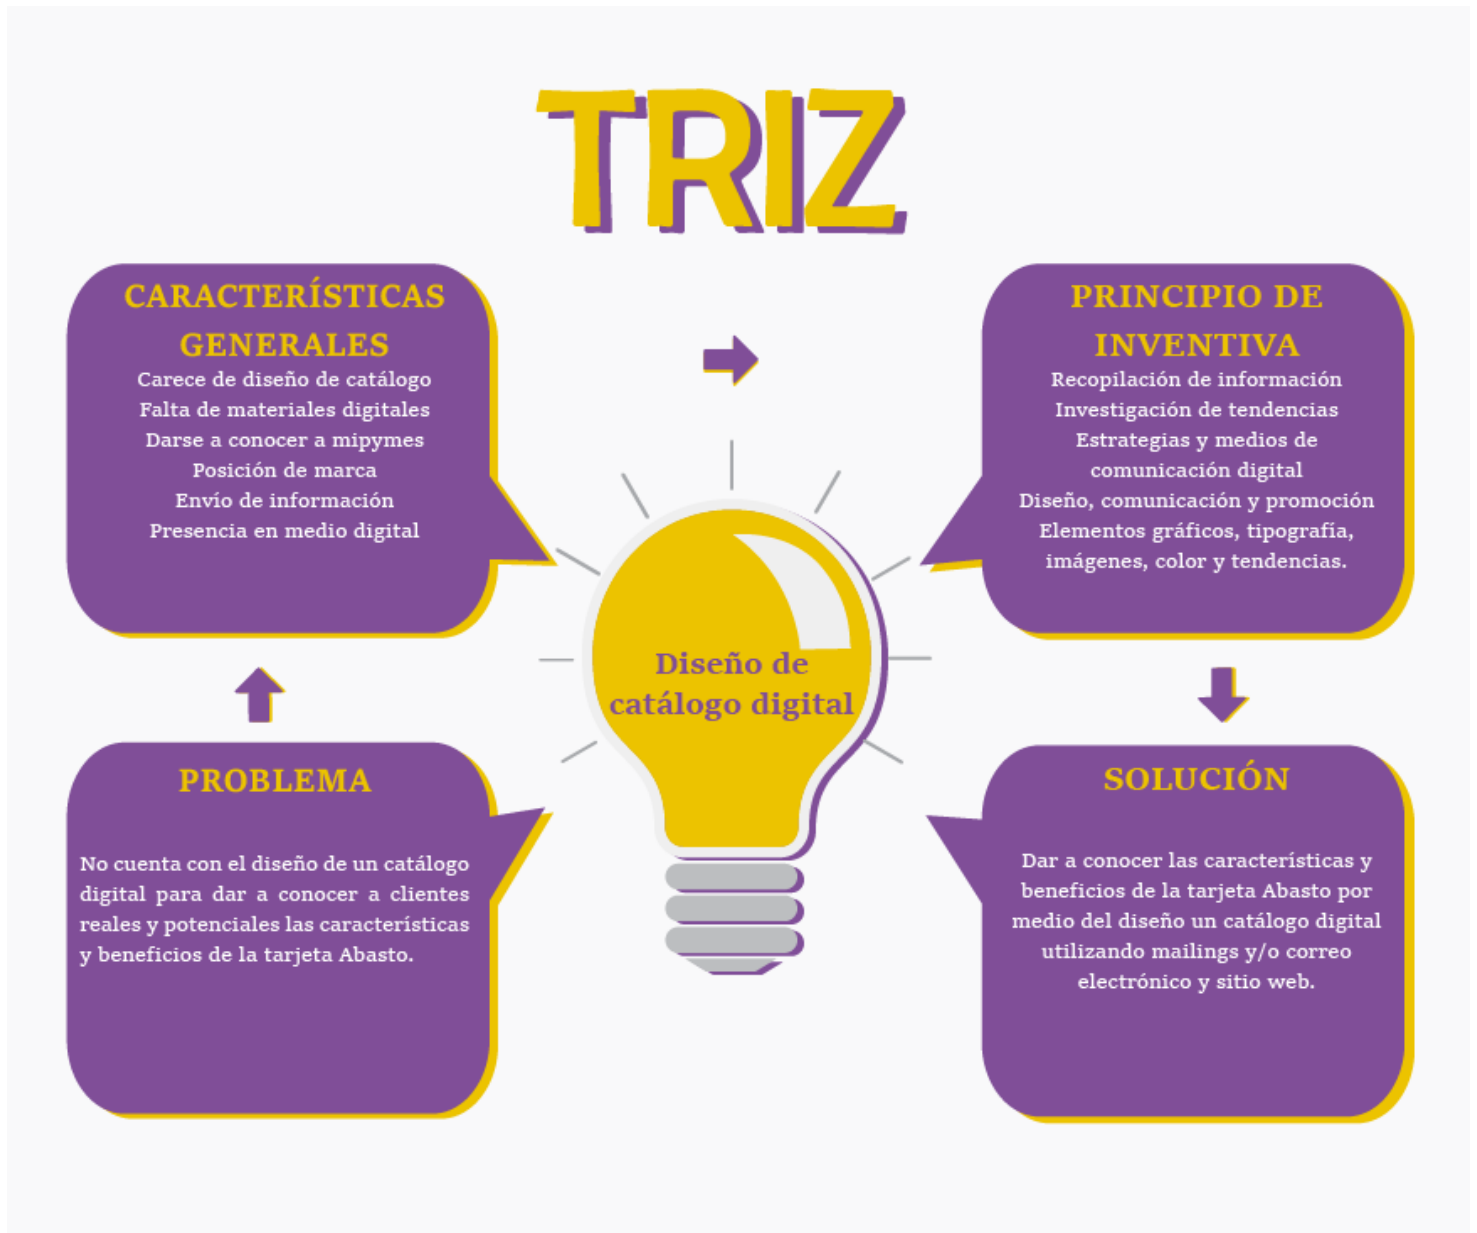 TRIZ
CARACTERÍSTICAS
GENERALES
Carece de diseño de catálogo
Falta de materiales digitales
Darse a conocer a mipymes
Posición de marca
Envío de información
Presencia en medio digital
PRINCIPIO DE
INVENTIVA
Recopilación de información
Investigación de tendencias
Estrategias y medios de
comunicación digital
Diseño, comunicación y promoción
Elementos gráficos, tipografía,
imágenes, color y tendencias.
Diseño de
catálogo digital
PROBLEMA
No cuenta con el diseño de un catálogo
digital para dar a conocer a clientes
reales y potenciales las características
y beneficios de la tarjeta Abasto.
SOLUCIÓN
Dar a conocer las características y
beneficios de la tarjeta Abasto por
medio del diseño un catálogo digital
utilizando mailings y/o correo
electrónico y sitio web.